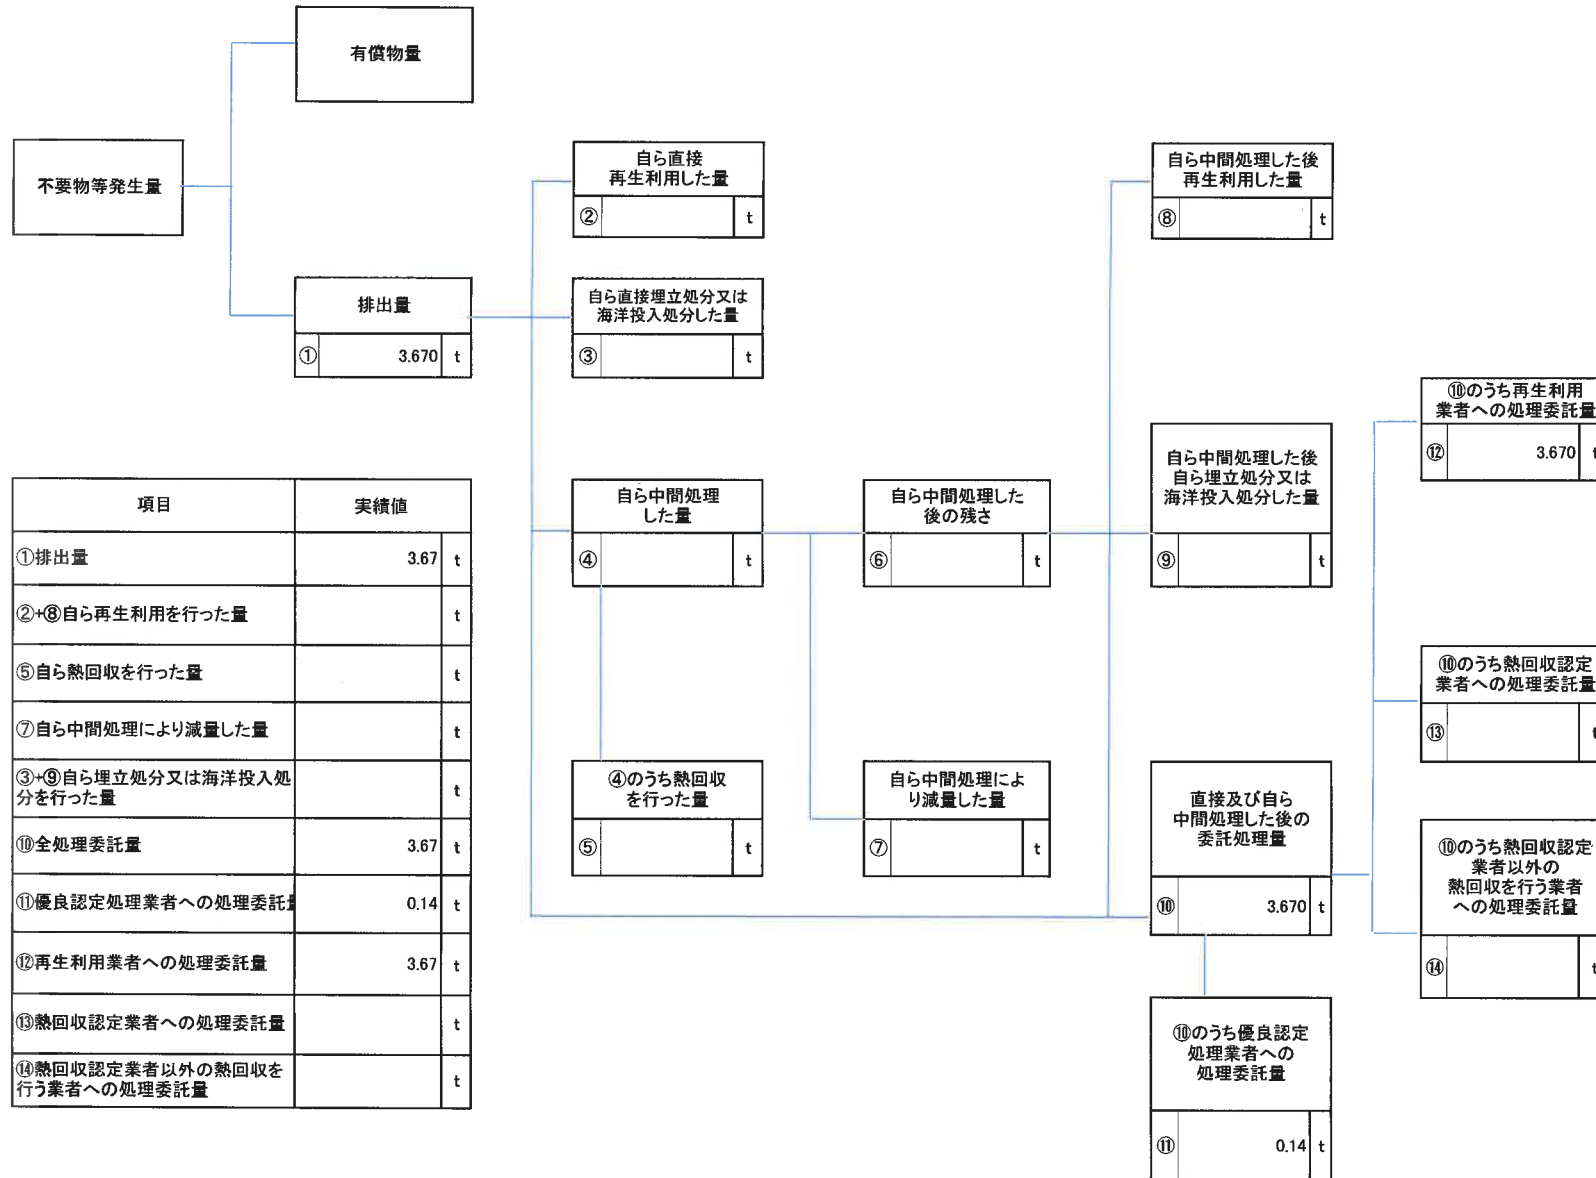 有償物量
不要物等発生量
排出量
① 3.670 t
自ら直接
再生利用した量
② t
自ら直接埋立処分又は
海洋投入処分した量
③ t
自ら中間処理
した量
④ t
④のうち熱回収
を行った量
⑤ t
自ら中間処理した
後の残さ
⑥ t
自ら中間処理によ
り減量した量
⑦ t
自ら中間処理した後
再生利用した量
⑧ t
自ら中間処理した後
自ら埋立処分又は
海洋投入処分した量
⑨ t
直接及び自ら
中間処理した後の
委託処理量
⑩ 3.670 t
⑩のうち優良認定
処理業者への
処理委託量
⑪ 0.14 t
⑩のうち再生利用
業者への処理委託量
⑫ 3.670 t
⑩のうち熱回収認定
業者への処理委託量
⑬ t
⑩のうち熱回収認定
業者以外の
熱回収を行う業者
への処理委託量
⑭ t
項目 実績値
①排出量 3.67 t
②+⑧自ら再生利用を行った量 t
⑤自ら熱回収を行った量 t
⑦自ら中間処理により減量した量 t
③+⑨自ら埋立処分又は海洋投入処
分を行った量 t
⑩全処理委託量 3.67 t
⑪優良認定処理業者への処理委託量 0.14 t
⑫再生利用業者への処理委託量 3.67 t
⑬熱回収認定業者への処理委託量 t
⑭熱回収認定業者以外の熱回収を
行う業者への処理委託量 t